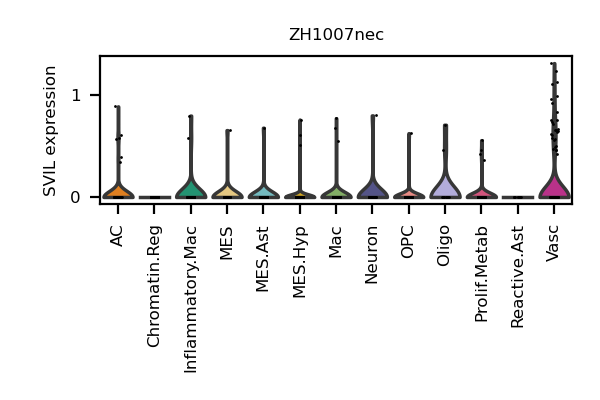 ZH1007nec
SVIL expression
1
0
AC
Chromatin.Reg
Inflammatory.Mac
MES
MES.Ast
MES.Hyp
Mac
Neuron
OPC
Oligo
Prolif.Metab
Reactive.Ast
Vasc